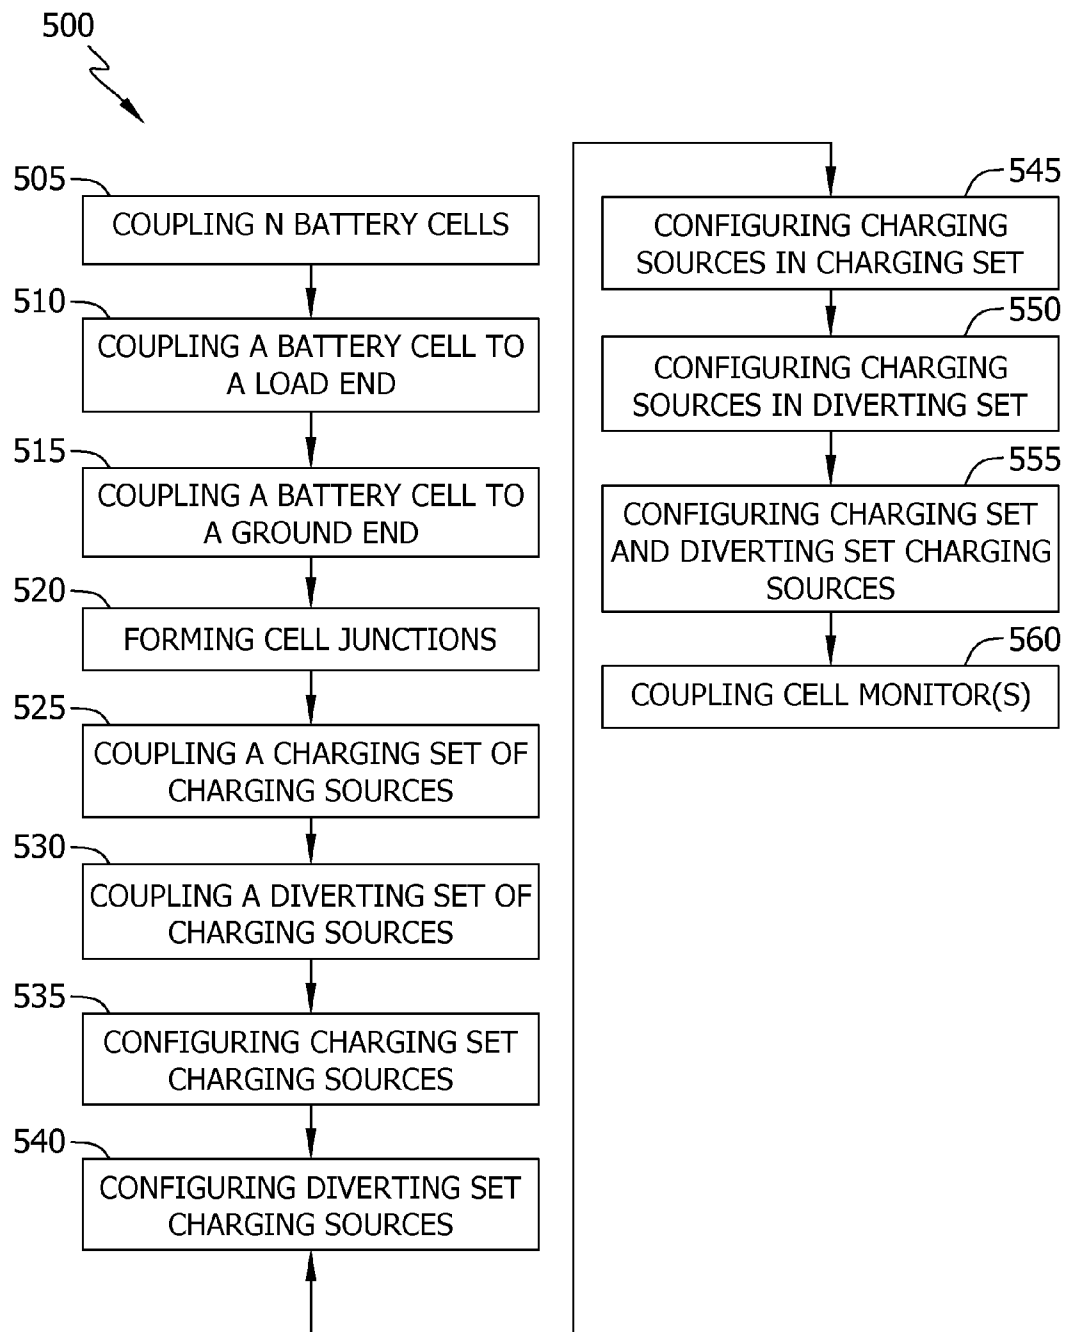 500
505
COUPLING N BATTERY CELLS
510
COUPLING A BATTERY CELL TO
A LOAD END
515
COUPLING A BATTERY CELL TO
A GROUND END
520
FORMING CELL JUNCTIONS
525
COUPLING A CHARGING SET OF
CHARGING SOURCES
530
COUPLING A DIVERTING SET OF
CHARGING SOURCES
535
CONFIGURING CHARGING SET
CHARGING SOURCES
540
CONFIGURING DIVERTING SET
CHARGING SOURCES
545
CONFIGURING CHARGING
SOURCES IN CHARGING SET
550
CONFIGURING CHARGING
SOURCES IN DIVERTING SET
555
CONFIGURING CHARGING SET
AND DIVERTING SET CHARGING
SOURCES
560
COUPLING CELL MONITOR(S)